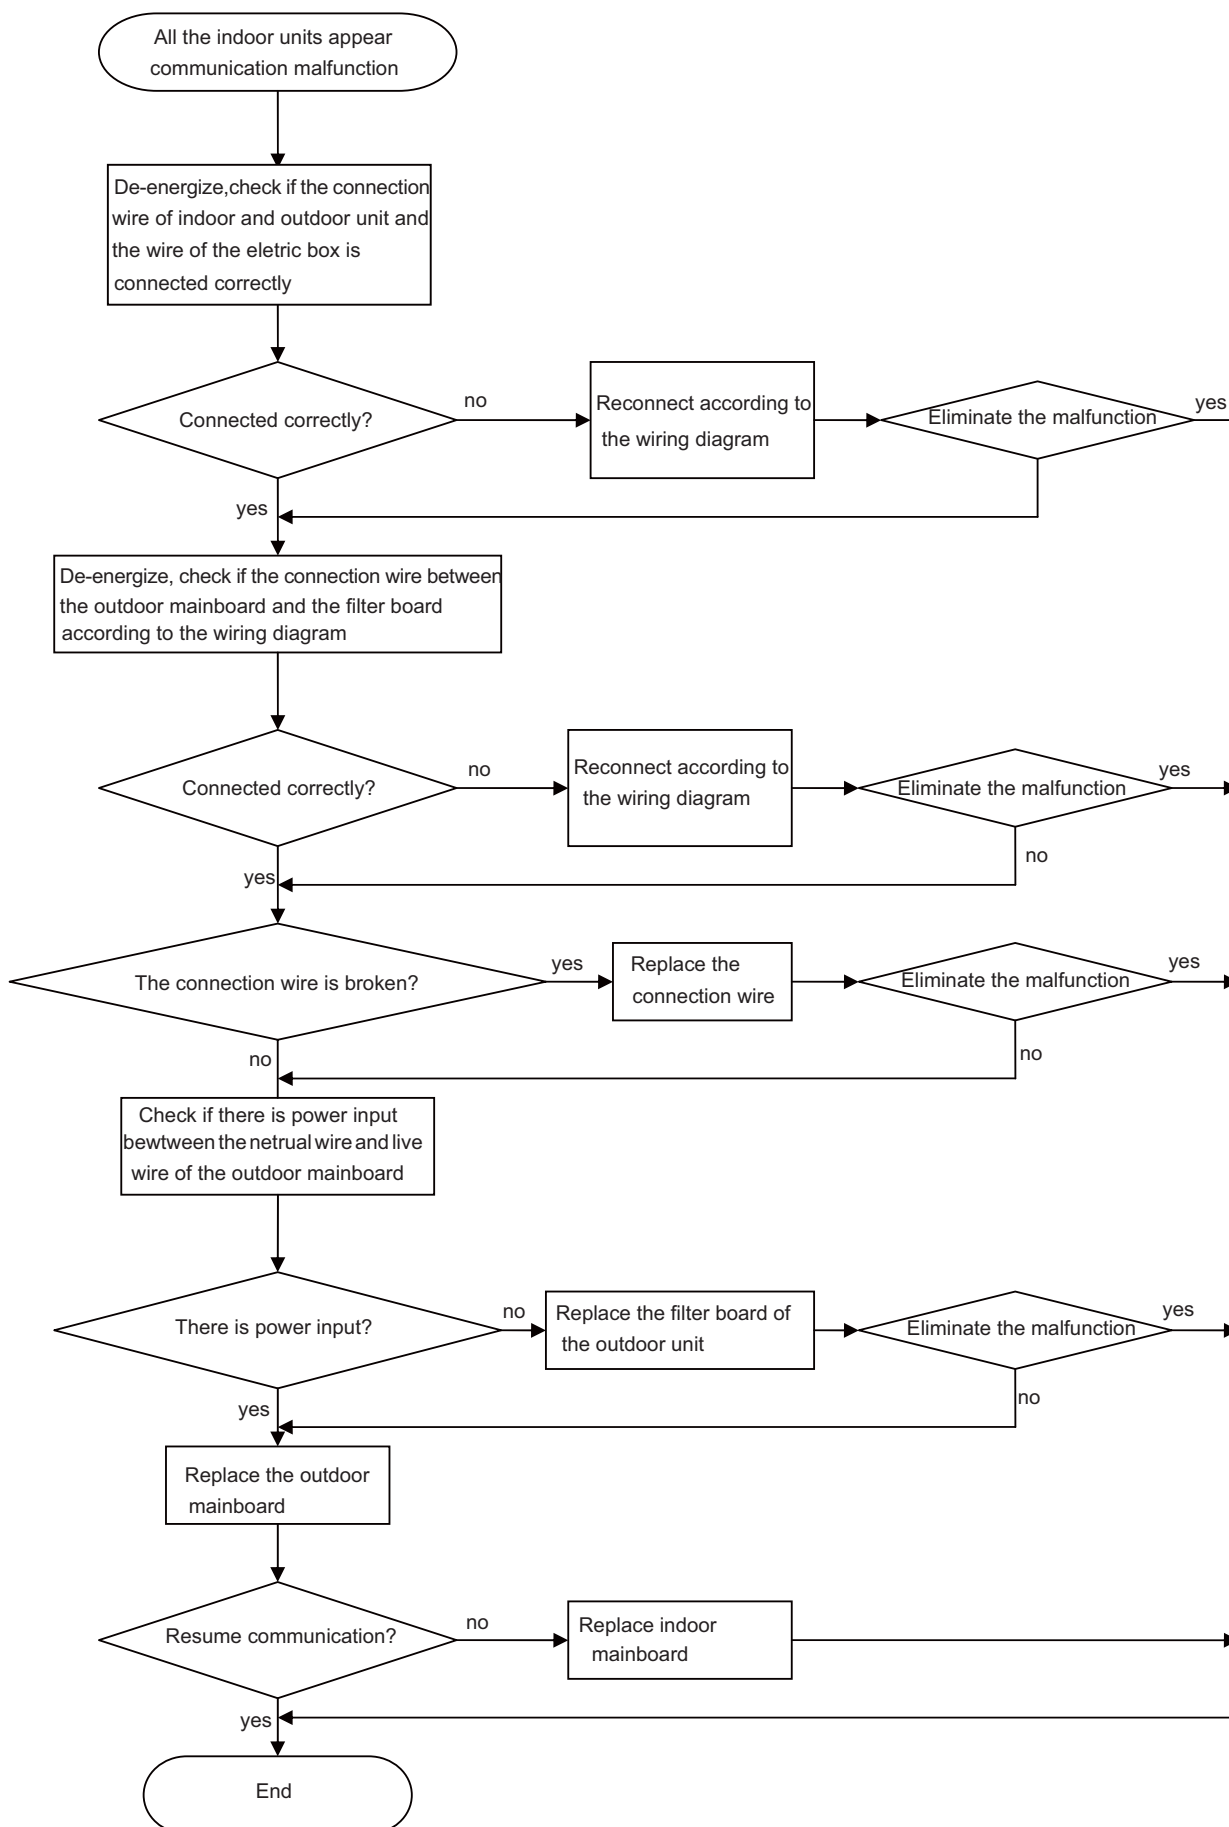 All the indoor units appear
communication malfunction
De-energize,check if the connection
wire of indoor and outdoor unit and
the wire of the eletric box is
connected correctly
Connected correctly?
no
Reconnect according to
the wiring diagram
Eliminate the malfunction
yes
yes
De-energize, check if the connection wire between
the outdoor mainboard and the filter board
according to the wiring diagram
Connected correctly?
no
Reconnect according to
the wiring diagram
Eliminate the malfunction
yes
no
yes
The connection wire is broken?
yes
Replace the
connection wire
Eliminate the malfunction
yes
no
no
Check if there is power input
bewtween the netrual wire and live
wire of the outdoor mainboard
There is power input?
no
Replace the filter board of
the outdoor unit
Eliminate the malfunction
yes
no
yes
Replace the outdoor
mainboard
Resume communication?
no
Replace indoor
mainboard
yes
End